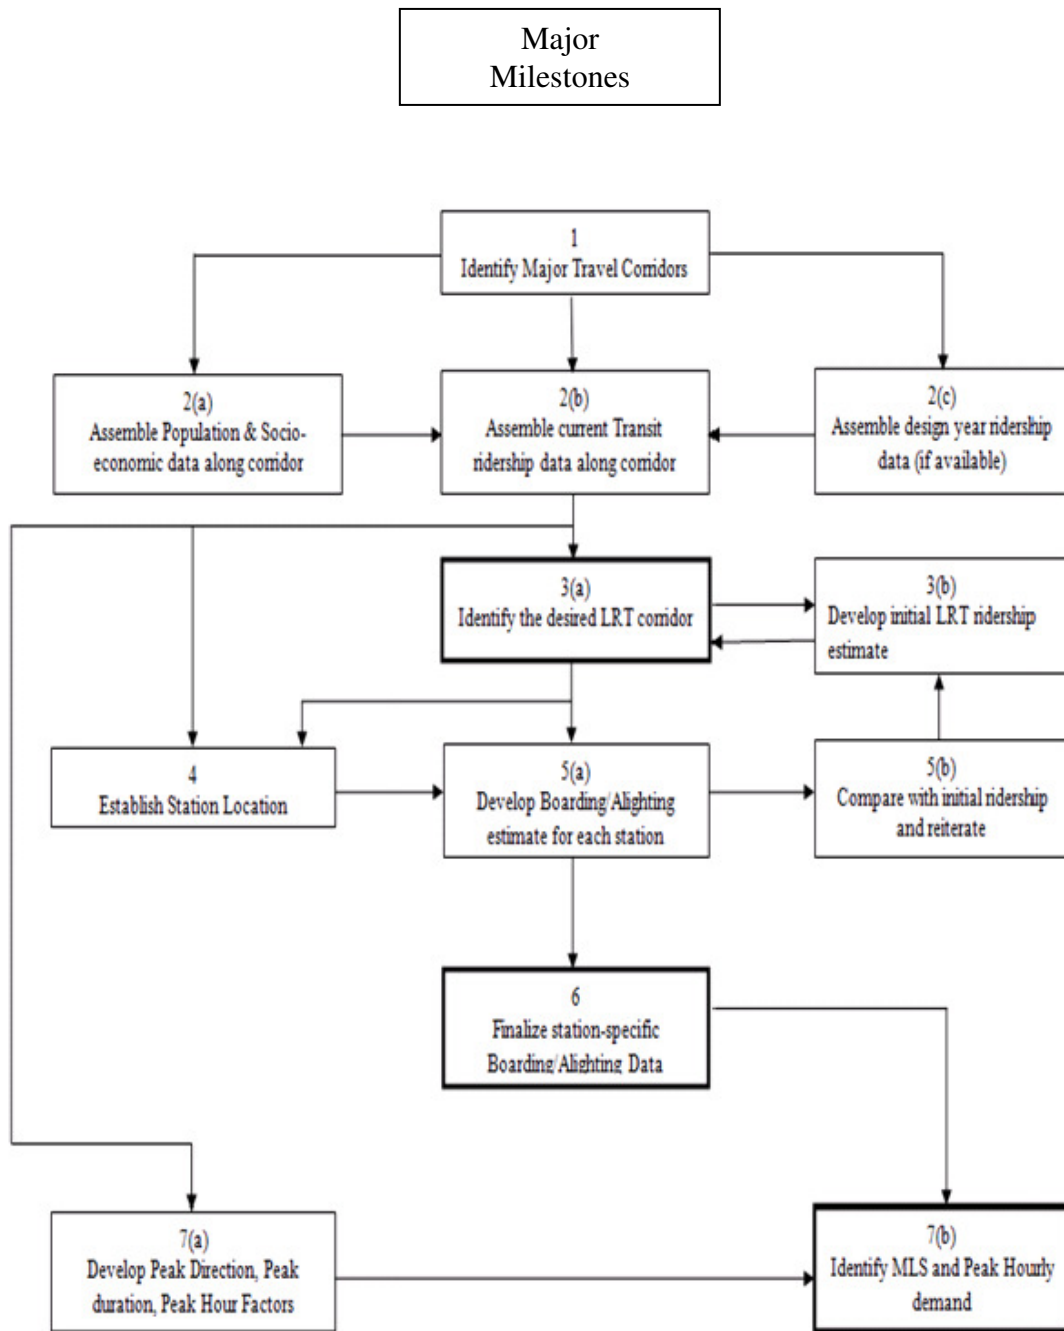 Major
Milestones
1
Identify Major Travel Corridors
2(a)
Assemble Population & Socio-
economic data along corridor
2(b)
Assemble current Transit
ridership data along corridor
2(c)
Assemble design year ridership
data (if available)
3(a)
Identify the desired LRT corridor
3(b)
Develop initial LRT ridership
estimate
4
Establish Station Location
5(a)
Develop Boarding/Alighting
estimate for each station
5(b)
Compare with initial ridership
and reiterate
6
Finalize station-specific
Boarding/Alighting Data
7(a)
Develop Peak Direction, Peak
duration, Peak Hour Factors
7(b)
Identify MLS and Peak Hourly
demand